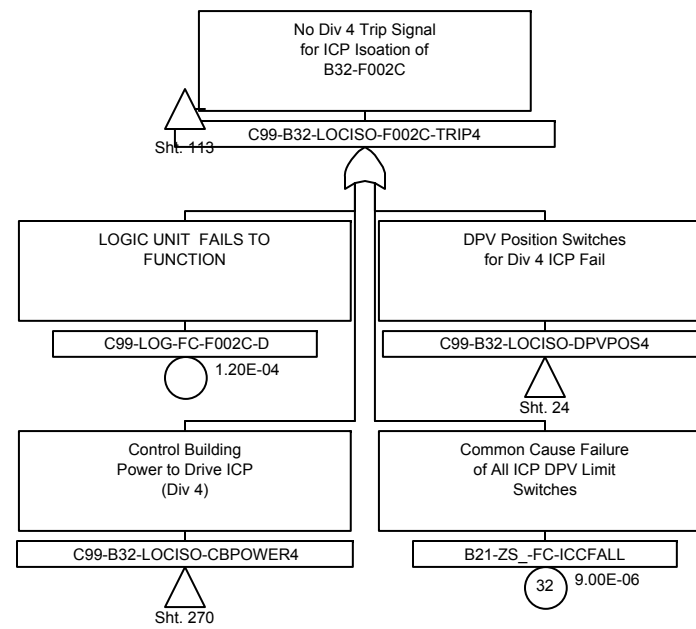 No Div 4 Trip Signal
for ICP Isoation of
B32-F002C
C99-B32-LOCISO-F002C-TRIP4
Sht. 113
LOGIC UNIT FAILS TO
FUNCTION
C99-LOG-FC-F002C-D
1.20E-04
DPV Position Switches
for Div 4 ICP Fail
C99-B32-LOCISO-DPVPOS4
Sht. 24
Control Building
Power to Drive ICP
(Div 4)
C99-B32-LOCISO-CBPOWER4
Sht. 270
Common Cause Failure
of All ICP DPV Limit
Switches
B21-ZS_-FC-ICCFALL
32
9.00E-06